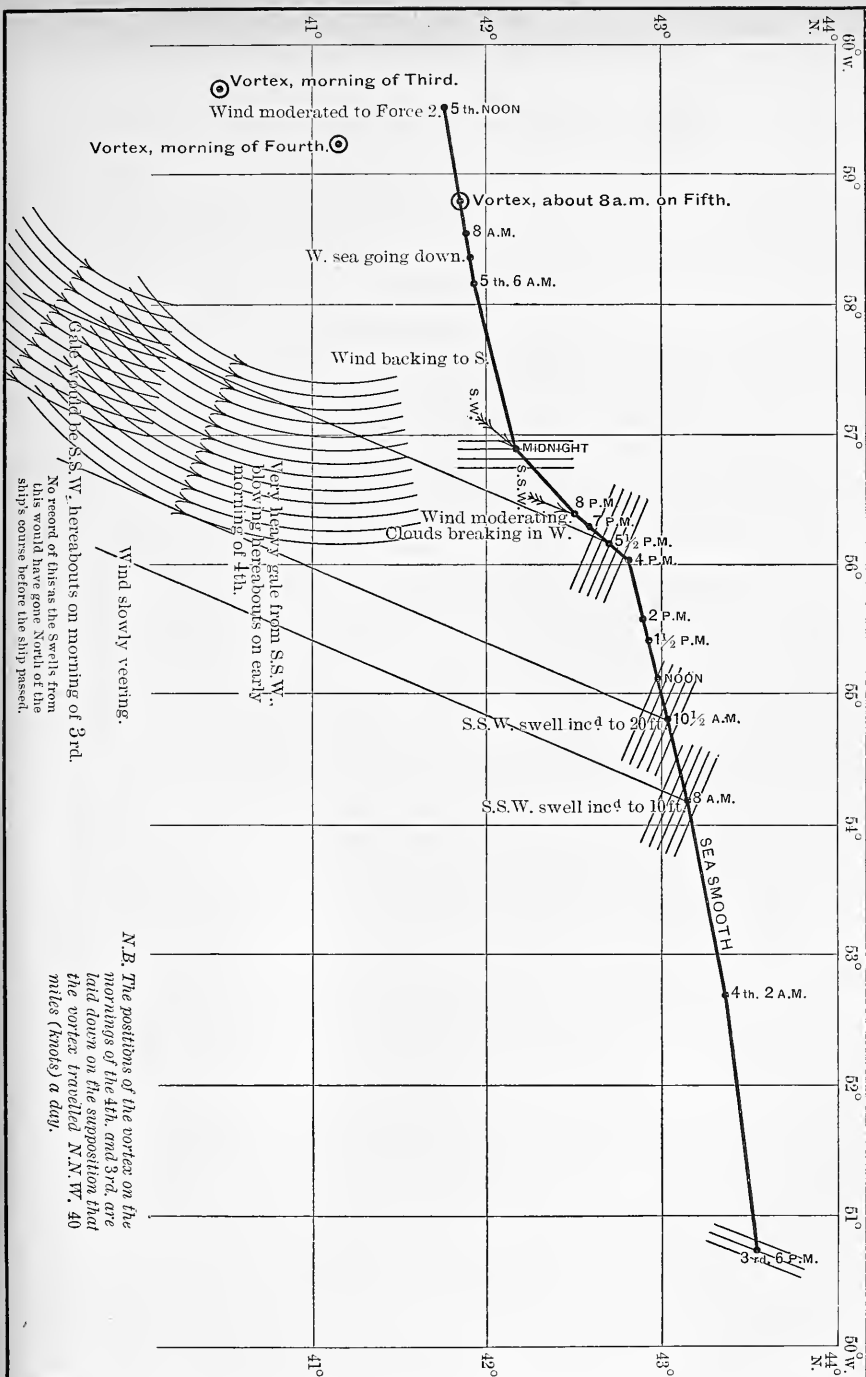 41°
42°
43°
44°
N.
60° W.
Vortex, morning of Third.
Wind moderated to Force 2.
5th. NOON
Vortex, morning of Fourth.
59°
Vortex, about 8 a.m. on Fifth.
8 A.M.
W. sea going down.
5th. 6 A.M.
58°
Wind backing to S.
S.W.
57°
MIDNIGHT
S.S.W.
8 P.M.
Wind moderating.
7 P.M.
Clouds breaking in W.
5½ P.M.
4 P.M.
56°
Very heavy gale from S.S.W.,
blowing hereabouts on early
morning of 4th.
Gale would be S.S.W. hereabouts on morning of 3rd.
No record of this as the Swells from
this would have gone North of the
ship's course before the ship passed.
Wind slowly veering.
2 P.M.
1½ P.M.
NOON
55°
10½ A.M.
S.S.W. swell incd. to 20 ft.
8 A.M.
S.S.W. swell incd. to 10 ft.
54°
SEA SMOOTH
53°
4th. 2 A.M.
N.B. The positions of the vortex on the
mornings of the 4th. and 3rd. are
laid down on the supposition that
the vortex travelled N.N.W. 40
miles (knots) a day.
52°
51°
3rd. 6 P.M.
50° W.
41°
42°
43°
44°
N.